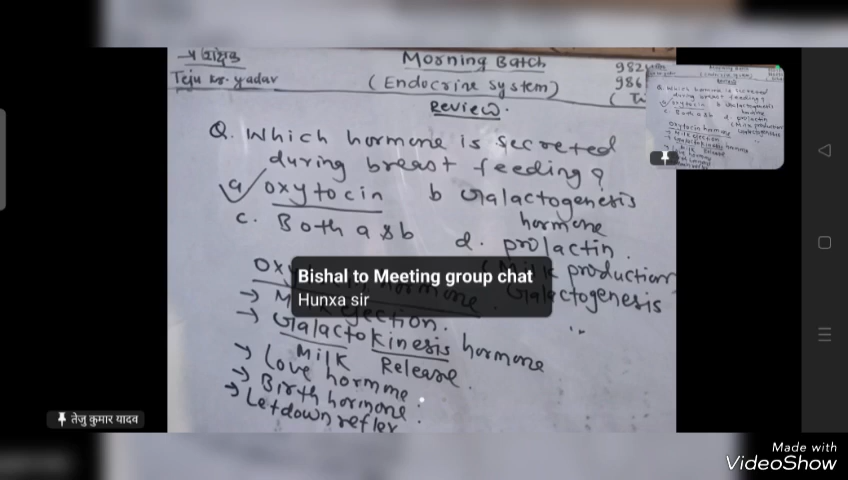 Morning Batch
Teju kr. yadav
(Endocrine System)
982
986
Review.
Q. Which hormone is secreted
during breast feeding ?
a) oxytocin
b Galactogenesis
hormone
c. Both a & b
d. prolactin.
(Milk production
Galactogenesis
hormone.
Bishal to Meeting group chat
Hunxa sir
→ Milk ejection.
→ Galactokinesis hormone
Milk Release.
→ Love hormone
→ Birth hormone.
→ Letdown reflex
तेजु कुमार यादव
Made with
VideoShow